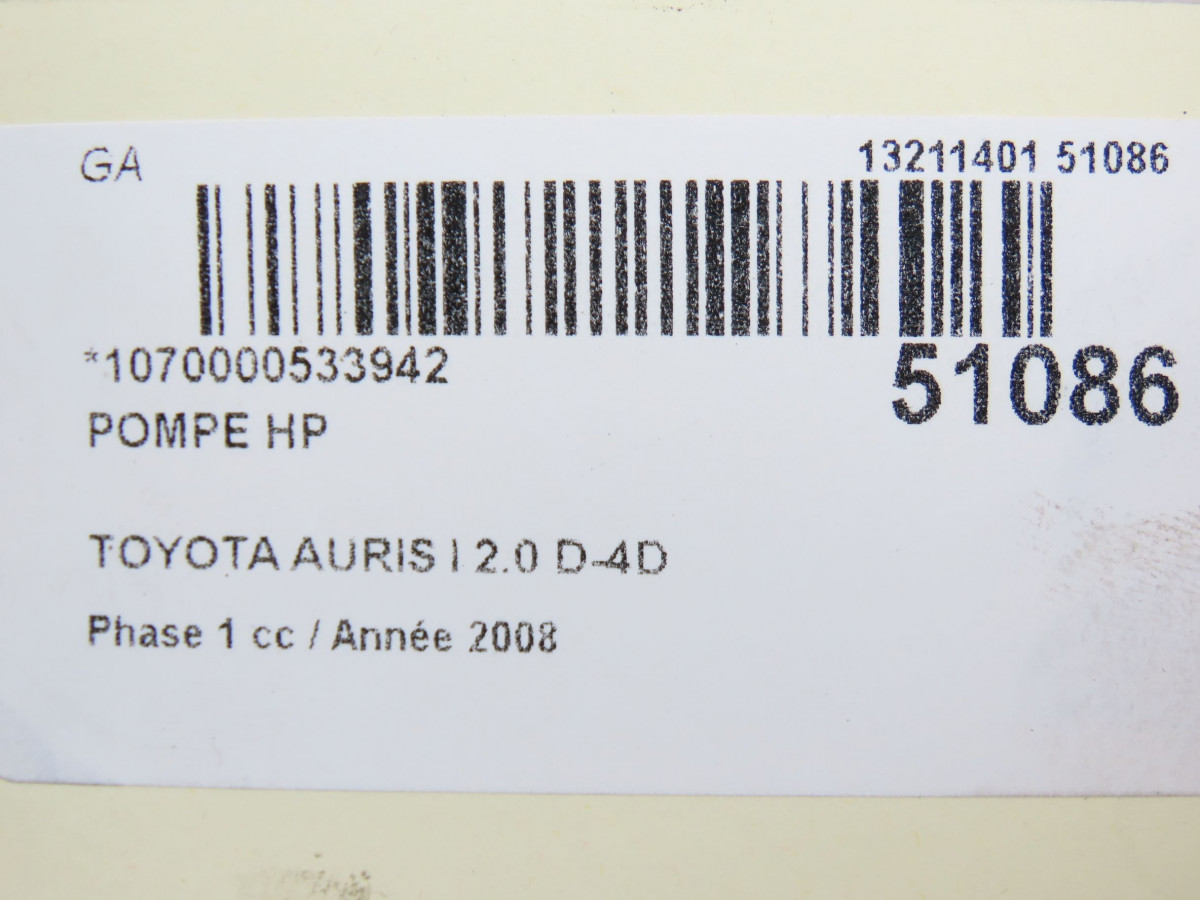 GA
13211401 51086
*1070000533942
51086
POMPE HP
TOYOTA AURIS I 2.0 D-4D
Phase 1 cc / Année 2008